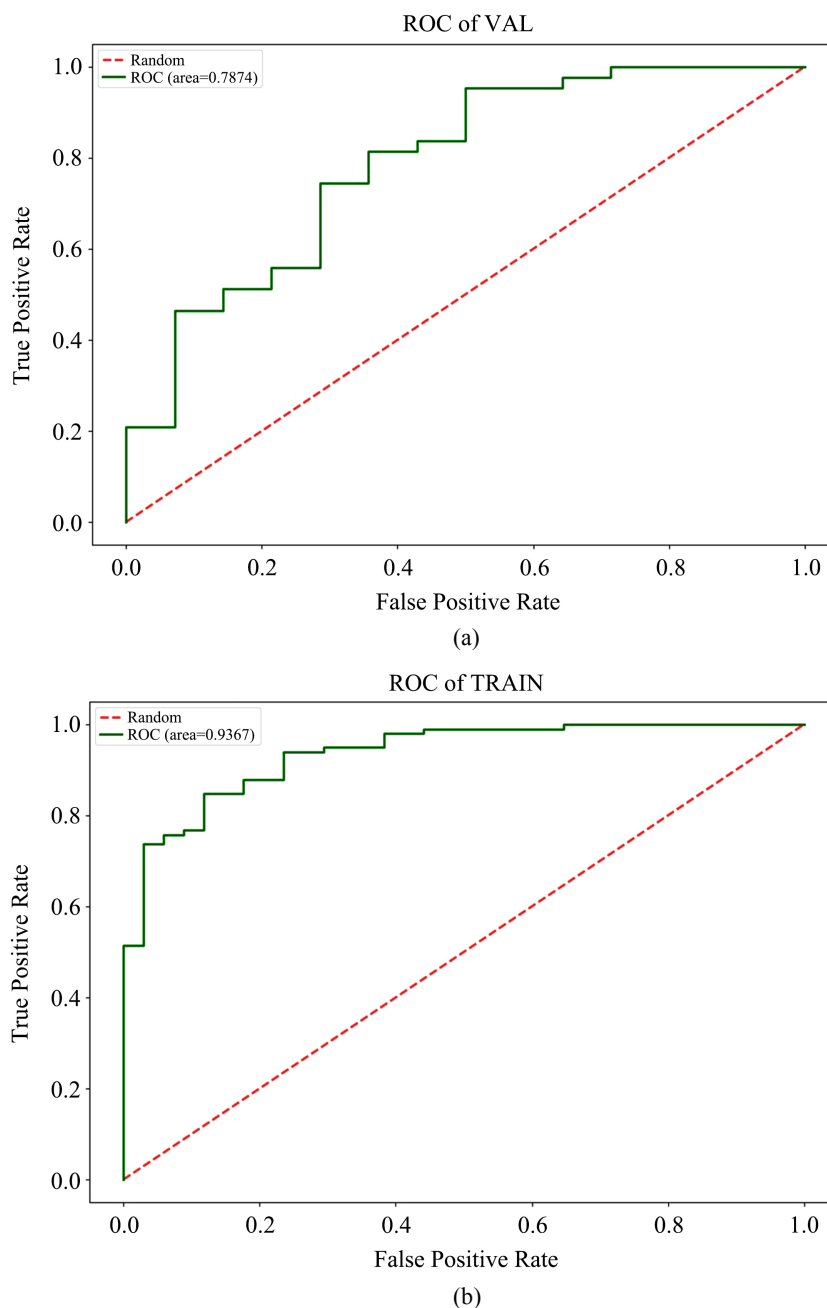 ROC of VAL
Random
ROC (area=0.7874)
True Positive Rate
1.0
0.8
0.6
0.4
0.2
0.0
0.0 0.2 0.4 0.6 0.8 1.0
False Positive Rate
(a)
ROC of TRAIN
Random
ROC (area=0.9367)
True Positive Rate
1.0
0.8
0.6
0.4
0.2
0.0
0.0 0.2 0.4 0.6 0.8 1.0
False Positive Rate
(b)